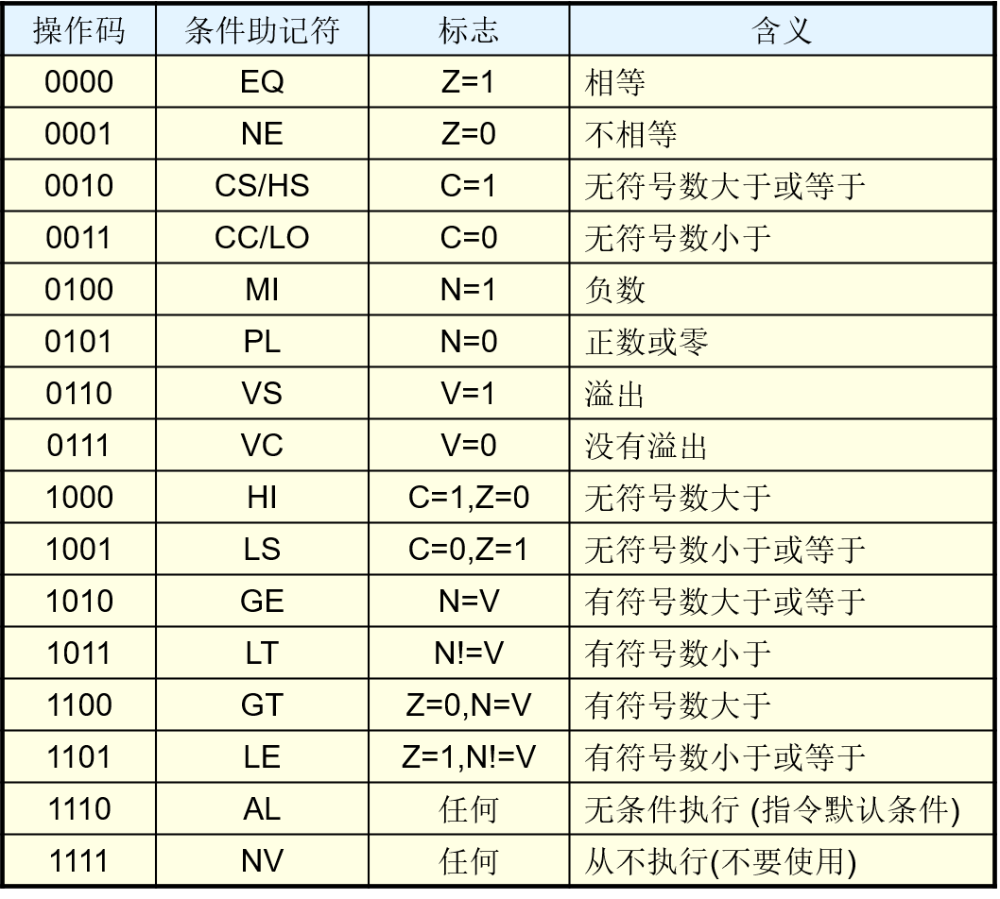 操作码 条件助记符 标志 含义
0000 EQ Z=1 相等
0001 NE Z=0 不相等
0010 CS/HS C=1 无符号数大于或等于
0011 CC/LO C=0 无符号数小于
0100 MI N=1 负数
0101 PL N=0 正数或零
0110 VS V=1 溢出
0111 VC V=0 没有溢出
1000 HI C=1,Z=0 无符号数大于
1001 LS C=0,Z=1 无符号数小于或等于
1010 GE N=V 有符号数大于或等于
1011 LT N!=V 有符号数小于
1100 GT Z=0,N=V 有符号数大于
1101 LE Z=1,N!=V 有符号数小于或等于
1110 AL 任何 无条件执行 (指令默认条件)
1111 NV 任何 从不执行(不要使用)